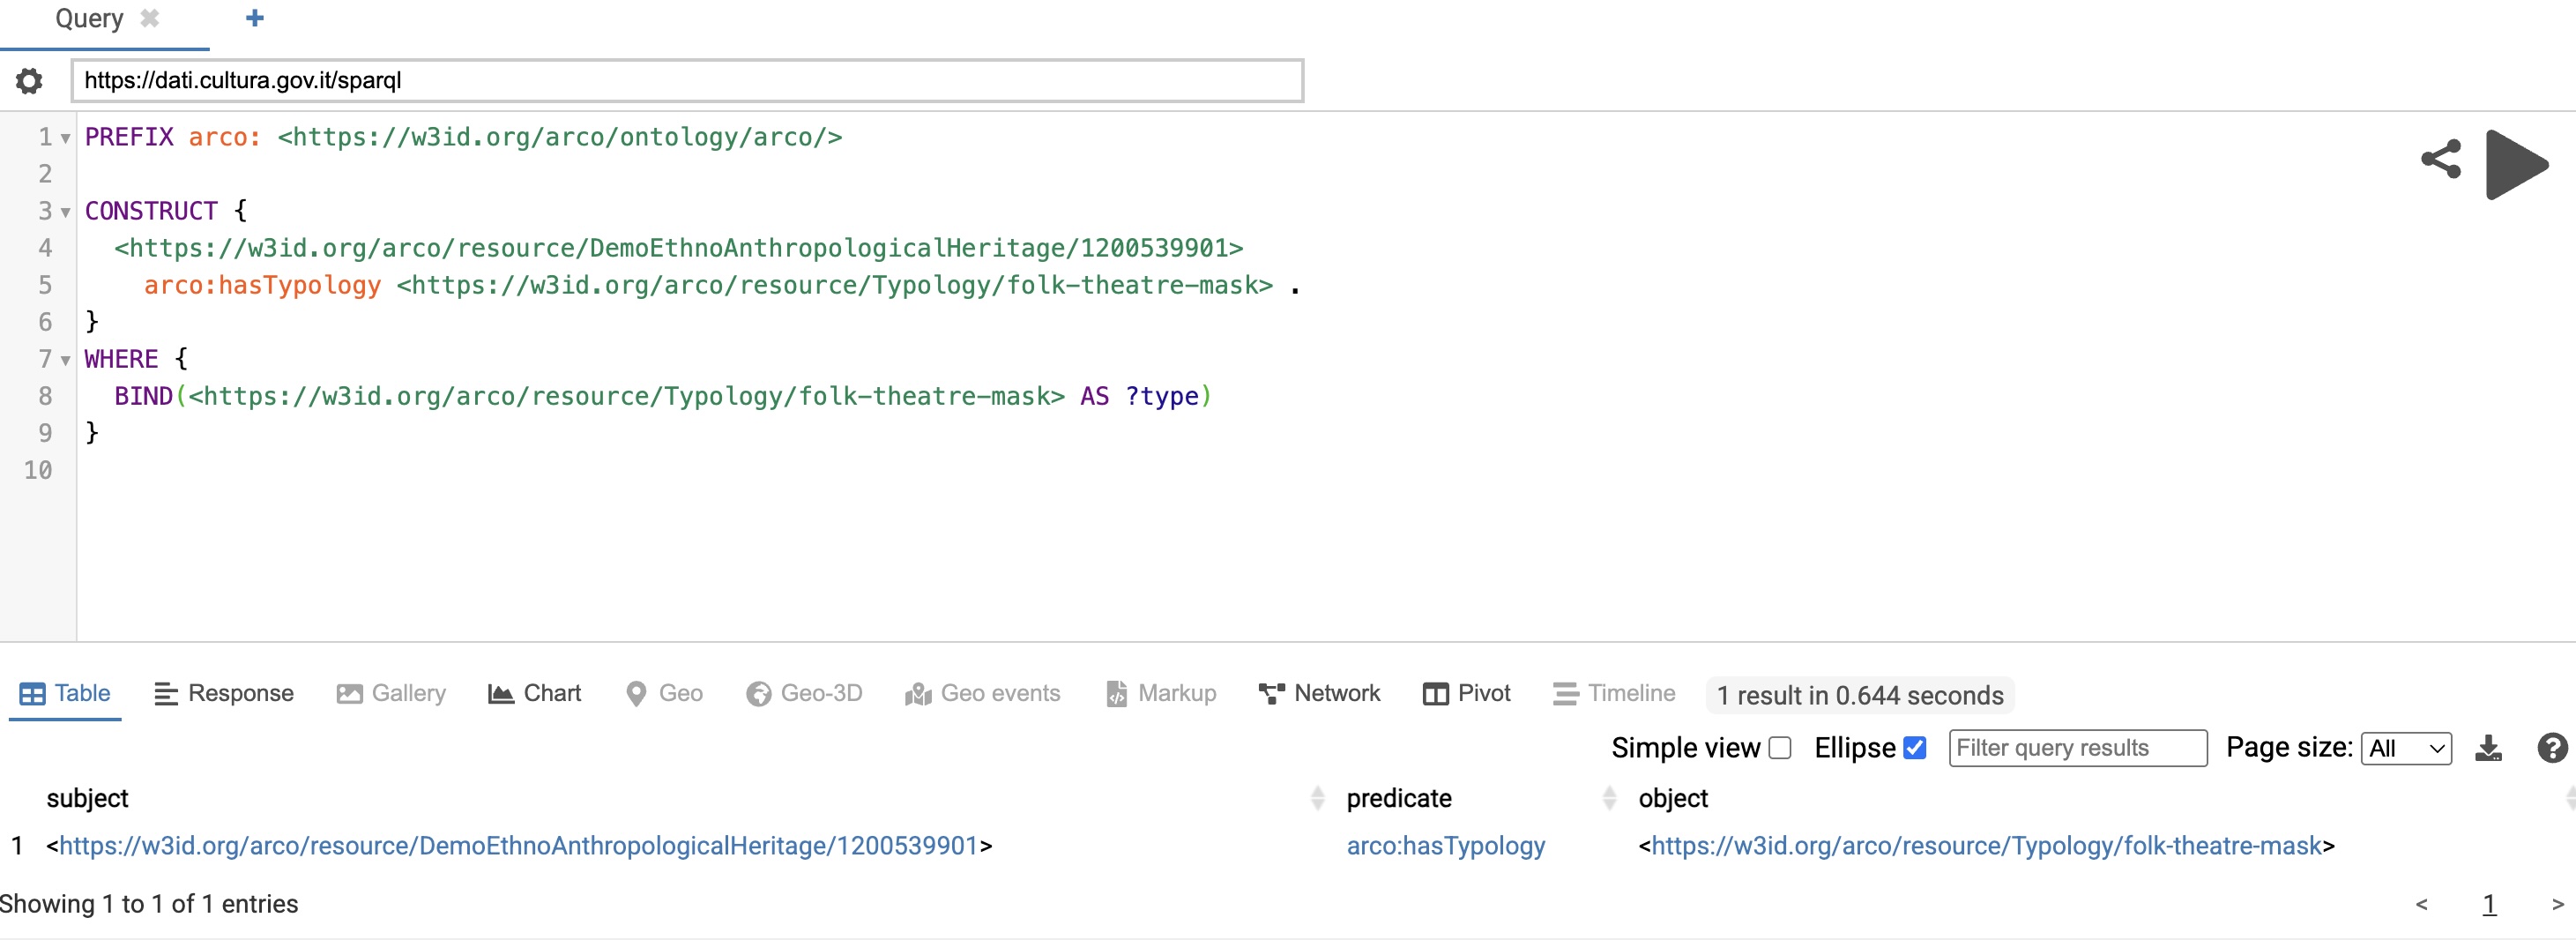 Query
https://dati.cultura.gov.it/sparql
1 PREFIX arco: <https://w3id.org/arco/ontology/arco/>
2
3 CONSTRUCT {
4 <https://w3id.org/arco/resource/DemoEthnoAnthropologicalHeritage/1200539901>
5 arco:hasTypology <https://w3id.org/arco/resource/Typology/folk-theatre-mask> .
6 }
7 WHERE {
8 BIND(<https://w3id.org/arco/resource/Typology/folk-theatre-mask> AS ?type)
9 }
10
Table Response Gallery Chart Geo Geo-3D Geo events Markup Network Pivot Timeline 1 result in 0.644 seconds
Simple view Ellipse Filter query results Page size: All
subject predicate object
1 <https://w3id.org/arco/resource/DemoEthnoAnthropologicalHeritage/1200539901> arco:hasTypology <https://w3id.org/arco/resource/Typology/folk-theatre-mask>
Showing 1 to 1 of 1 entries < 1 >